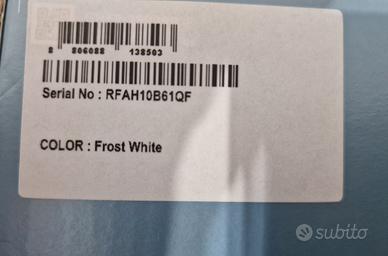 8 806088 138503
Serial No : RFAH10B61QF
COLOR : Frost White
subito